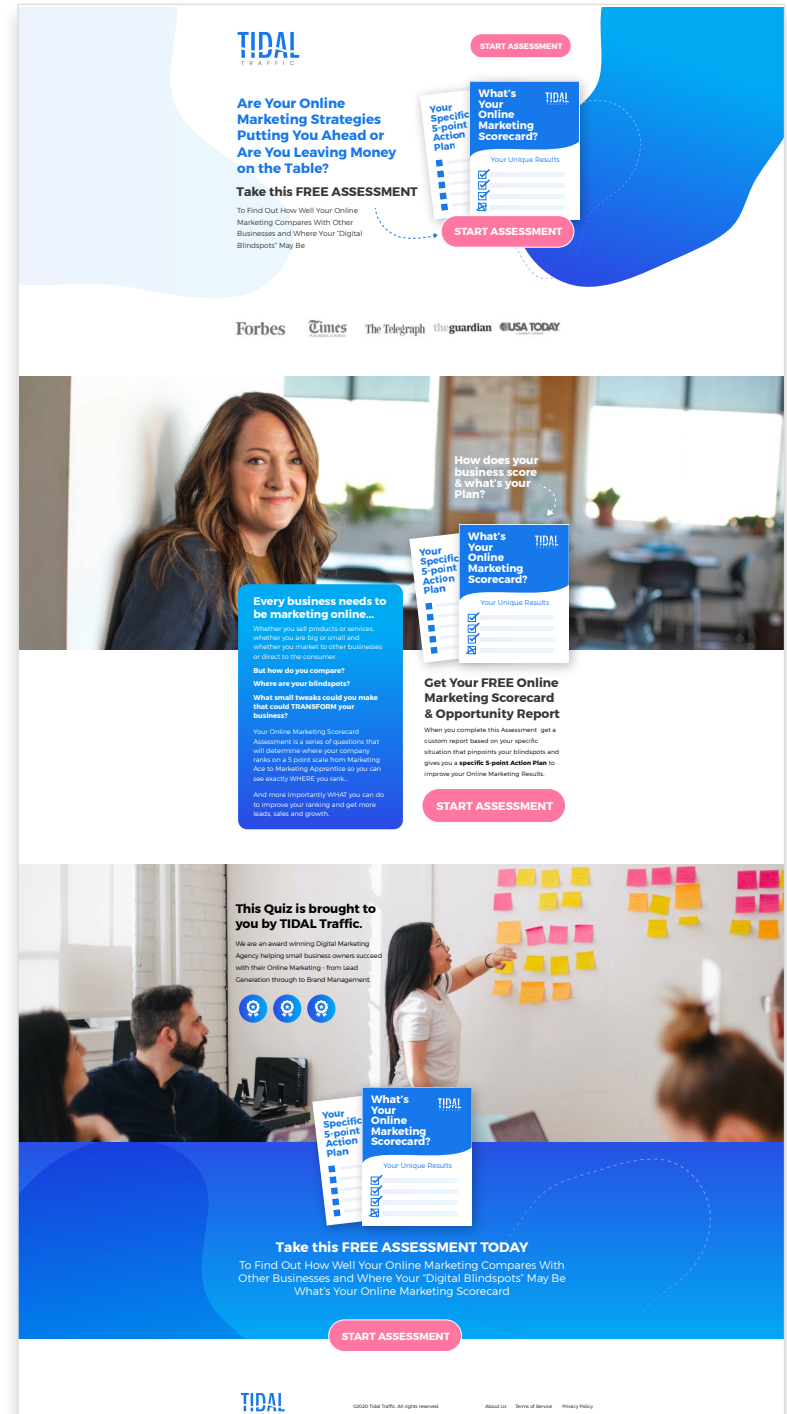 TIDAL
TRAFFIC
START ASSESSMENT
Are Your Online
Marketing Strategies
Putting You Ahead or
Are You Leaving Money
on the Table?
Take this FREE ASSESSMENT
To Find Out How Well Your Online
Marketing Compares With Other
Businesses and Where Your "Digital
Blindspots" May Be
Your
Specific
5-point
Action
Plan
What's
Your
Online
Marketing
Scorecard?
TIDAL
Your Unique Results
START ASSESSMENT
Forbes
Times
The Telegraph
theguardian
USA TODAY
How does your
business score
& what's your
Plan?
Your
Specific
5-point
Action
Plan
What's
Your
Online
Marketing
Scorecard?
TIDAL
Your Unique Results
Every business needs to
be marketing online...
Whether you sell products or services,
whether you are big or small and
whether you market to other businesses
or direct to the consumer.
But how do you compare?
Where are your blindspots?
What small tweaks could you make
that could TRANSFORM your
business?
Your Online Marketing Scorecard
Assessment is a series of questions that
will determine where your company
ranks on a 5 point scale from Marketing
Ace to Marketing Apprentice so you can
see exactly WHERE you rank...
And more importantly WHAT you can do
to improve your ranking and get more
leads, sales and growth.
Get Your FREE Online
Marketing Scorecard
& Opportunity Report
When you complete this Assessment get a
custom report based on your specific
situation that pinpoints your blindspots and
gives you a specific 5-point Action Plan to
improve your Online Marketing Results.
START ASSESSMENT
This Quiz is brought to
you by TIDAL Traffic.
We are an award winning Digital Marketing
Agency helping small business owners succeed
with their Online Marketing - from Lead
Generation through to Brand Management.
Your
Specific
5-point
Action
Plan
What's
Your
Online
Marketing
Scorecard?
TIDAL
Your Unique Results
Take this FREE ASSESSMENT TODAY
To Find Out How Well Your Online Marketing Compares With
Other Businesses and Where Your "Digital Blindspots" May Be
What's Your Online Marketing Scorecard
START ASSESSMENT
TIDAL
©2020 Tidal Traffic. All rights reserved.
About Us Terms of Service Privacy Policy